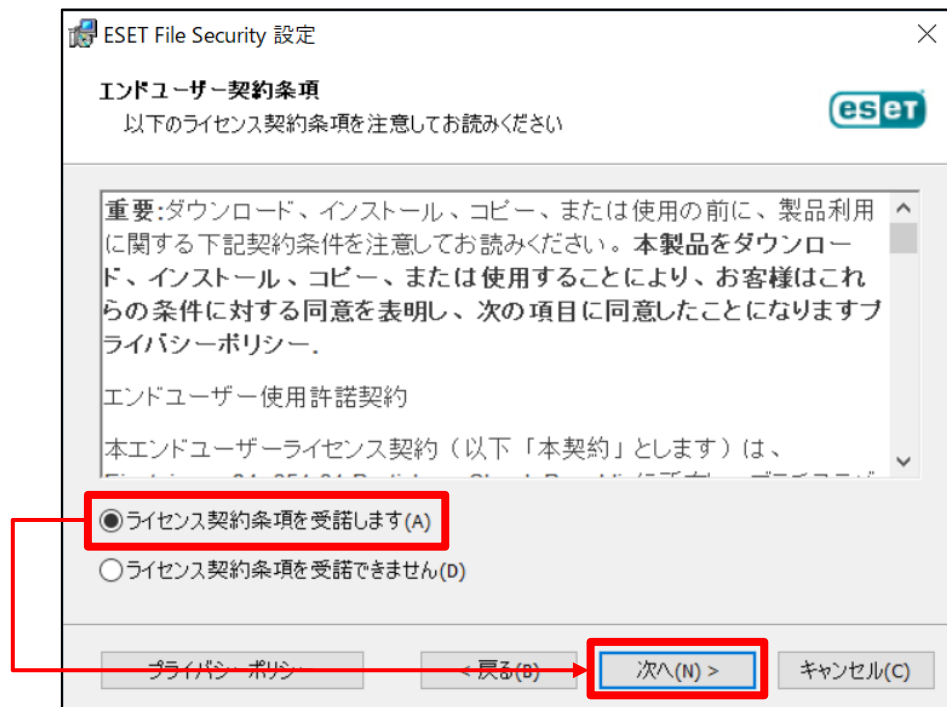 ESET File Security 設定
エンドユーザー契約条項
以下のライセンス契約条項を注意してお読みください
eset
重要:ダウンロード、インストール、コピー、または使用の前に、製品利用
に関する下記契約条件を注意してお読みください。本製品をダウンロー
ド、インストール、コピー、または使用することにより、お客様はこれ
らの条件に対する同意を表明し、次の項目に同意したことになりますプ
ライバシーポリシー.
エンドユーザー使用許諾契約
本エンドユーザーライセンス契約（以下「本契約」とします）は、
ライセンス契約条項を受諾します(A)
ライセンス契約条項を受諾できません(D)
プライバシーポリシー
< 戻る(B)
次へ(N) >
キャンセル(C)